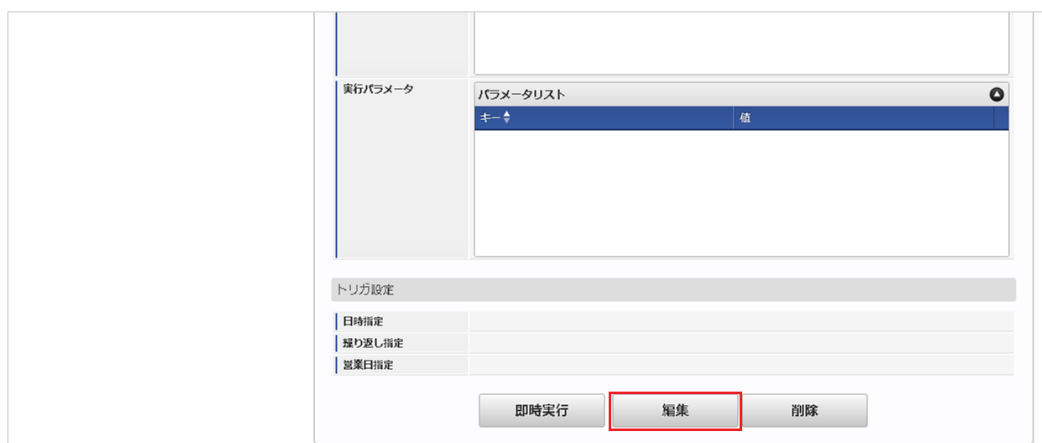 実行パラメータ
パラメータリスト
キー 値
トリガ設定
日時指定
繰り返し指定
営業日指定
即時実行 編集 削除